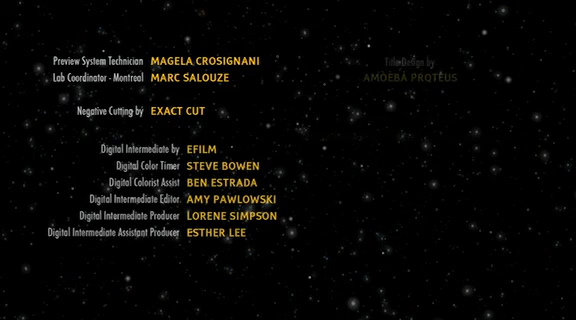 Preview System Technician MAGELA CROSIGNANI
Lab Coordinator - Montreal MARC SALOUZE
Negative Cutting by EXACT CUT
Digital Intermediate by EFILM
Digital Color Timer STEVE BOWEN
Digital Colorist Assist BEN ESTRADA
Digital Intermediate Editor AMY PAWLOWSKI
Digital Intermediate Producer LORENE SIMPSON
Digital Intermediate Assistant Producer ESTHER LEE
Title Design by
AMOEBA PROTEUS